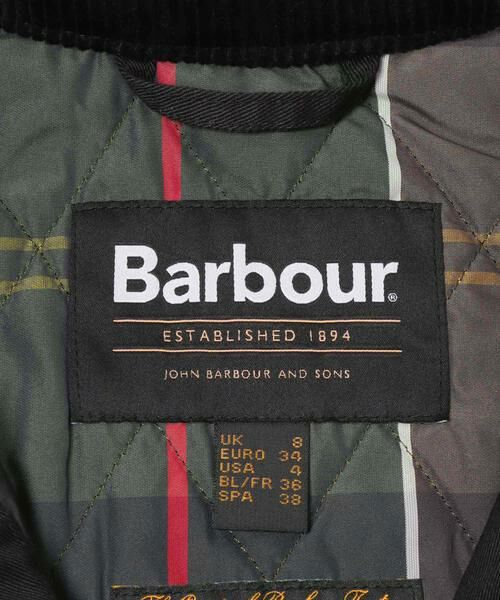 Barbour®
ESTABLISHED 1894
JOHN BARBOUR AND SONS
UK 8
EURO 34
USA 4
BL/FR 36
SPA 38